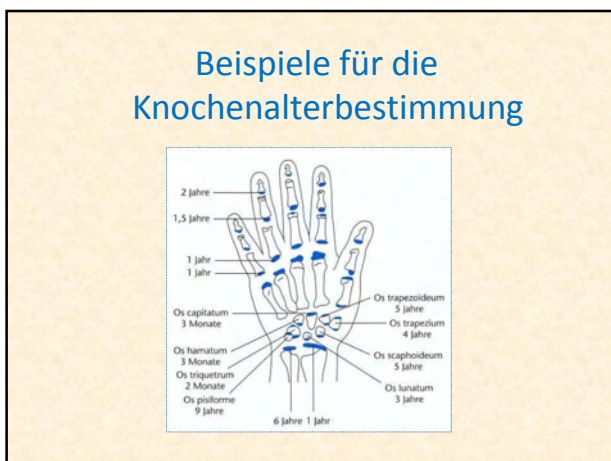 Beispiele für die
Knochenalterbestimmung
2 Jahre
1,5 Jahre
1 Jahr
1 Jahr
Os capitatum
3 Monate
Os hamatum
3 Monate
Os triquetrum
2 Monate
Os pisiforme
9 Jahre
Os trapezoideum
5 Jahre
Os trapezium
4 Jahre
Os scaphoideum
5 Jahre
Os lunatum
3 Jahre
6 Jahre 1 Jahr